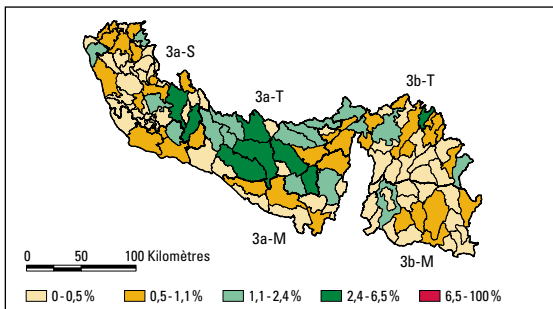 3a-S
3a-T
3b-T
3a-M
3b-M
0 50 100 Kilomètres
0 - 0,5 % 0,5 - 1,1 % 1,1 - 2,4 % 2,4 - 6,5 % 6,5 - 100 %